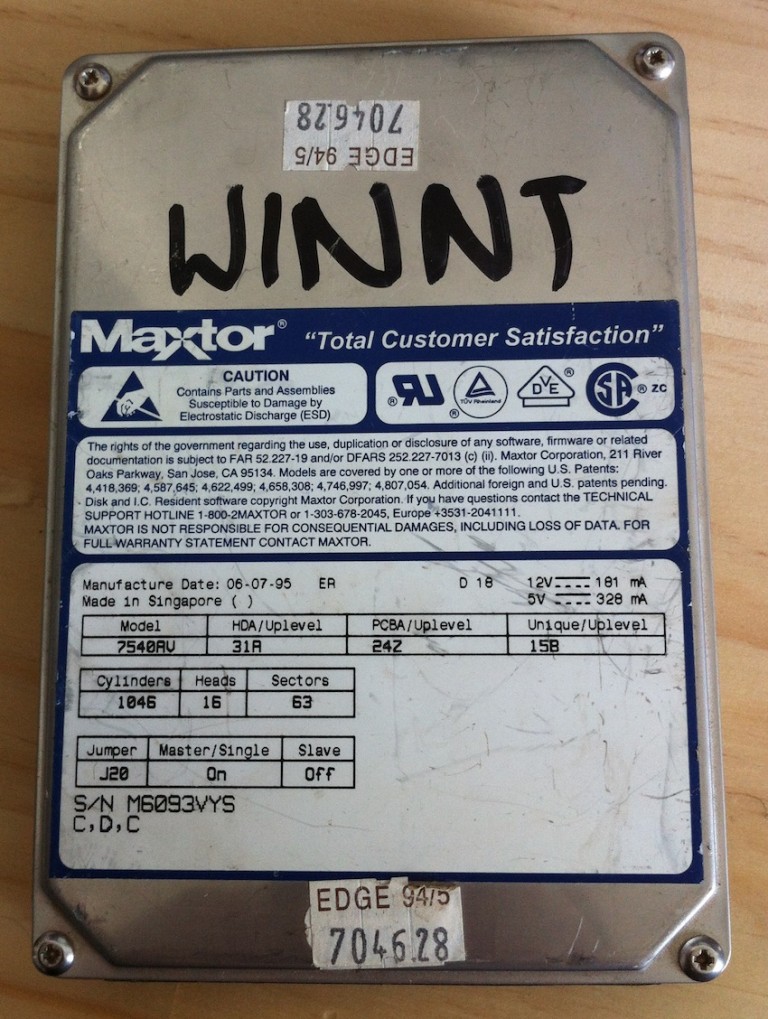 704628
EDGE 94/5
WINNT
Maxtor® "Total Customer Satisfaction"
CAUTION
Contains Parts and Assemblies
Susceptible to Damage by
Electrostatic Discharge (ESD)
® RU ® TÜV Rheinland DVE ® SA ® ZC
The rights of the government regarding the use, duplication or disclosure of any software, firmware or related
documentation is subject to FAR 52.227-19 and/or DFARS 252.227-7013 (c) (ii). Maxtor Corporation, 211 River
Oaks Parkway, San Jose, CA 95134. Models are covered by one or more of the following U.S. Patents:
4,418,369; 4,587,645; 4,622,499; 4,658,308; 4,746,997; 4,807,054. Additional foreign and U.S. patents pending.
Disk and I.C. Resident software copyright Maxtor Corporation. If you have questions contact the TECHNICAL
SUPPORT HOTLINE 1-800-2MAXTOR or 1-303-678-2045, Europe +3531-2041111.
MAXTOR IS NOT RESPONSIBLE FOR CONSEQUENTIAL DAMAGES, INCLUDING LOSS OF DATA. FOR
FULL WARRANTY STATEMENT CONTACT MAXTOR.
Manufacture Date: 06-07-95 ER D 18 12V 181 mA
Made in Singapore ( ) 5V 328 mA
Model HDA/Uplevel PCBA/Uplevel Unique/Uplevel
7540AV 31A 24Z 15B
Cylinders Heads Sectors
1046 16 63
Jumper Master/Single Slave
J20 On Off
S/N M6093VYS
C,D,C
EDGE 94/5
704628